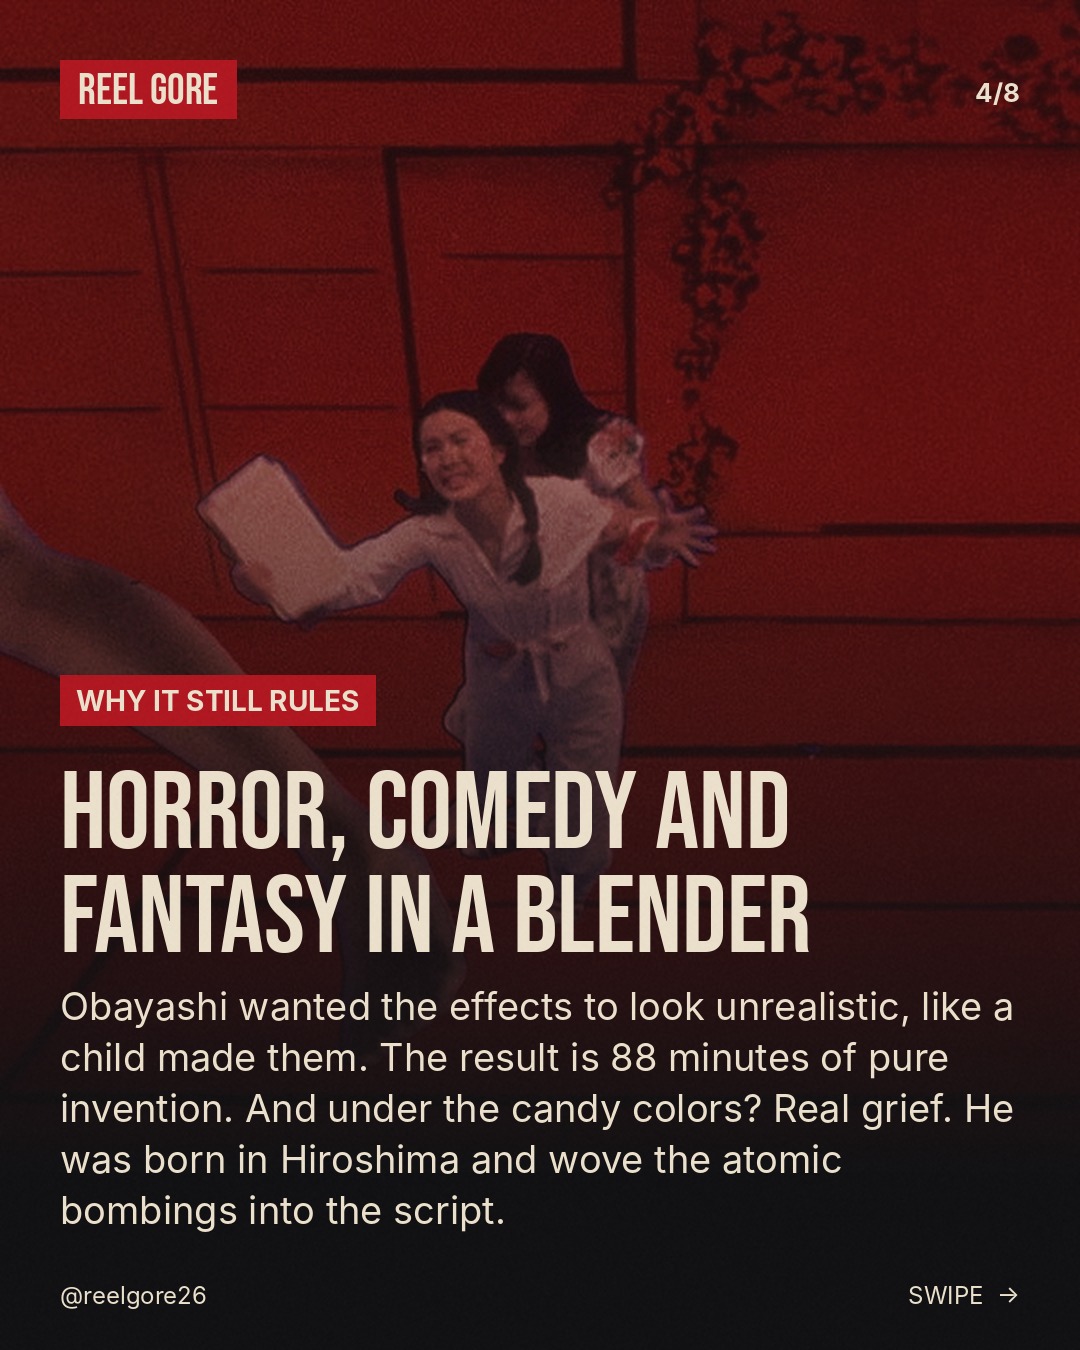 REEL GORE
4/8
WHY IT STILL RULES
HORROR, COMEDY AND
FANTASY IN A BLENDER
Obayashi wanted the effects to look unrealistic, like a
child made them. The result is 88 minutes of pure
invention. And under the candy colors? Real grief. He
was born in Hiroshima and wove the atomic
bombings into the script.
@reelgore26
SWIPE →